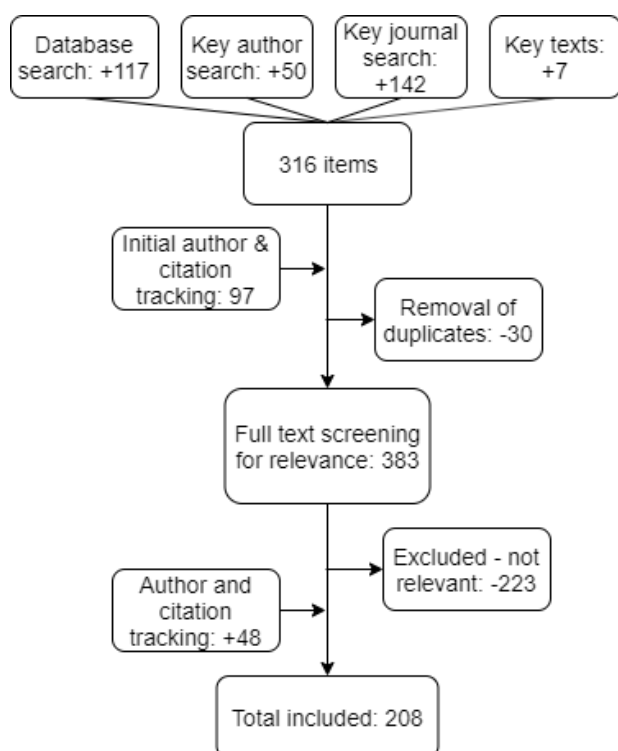 Database
search: +117
Key author
search: +50
Key journal
search:
+142
Key texts:
+7
316 items
Initial author &
citation
tracking: 97
Removal of
duplicates: -30
Full text screening
for relevance: 383
Excluded - not
relevant: -223
Author and
citation
tracking: +48
Total included: 208